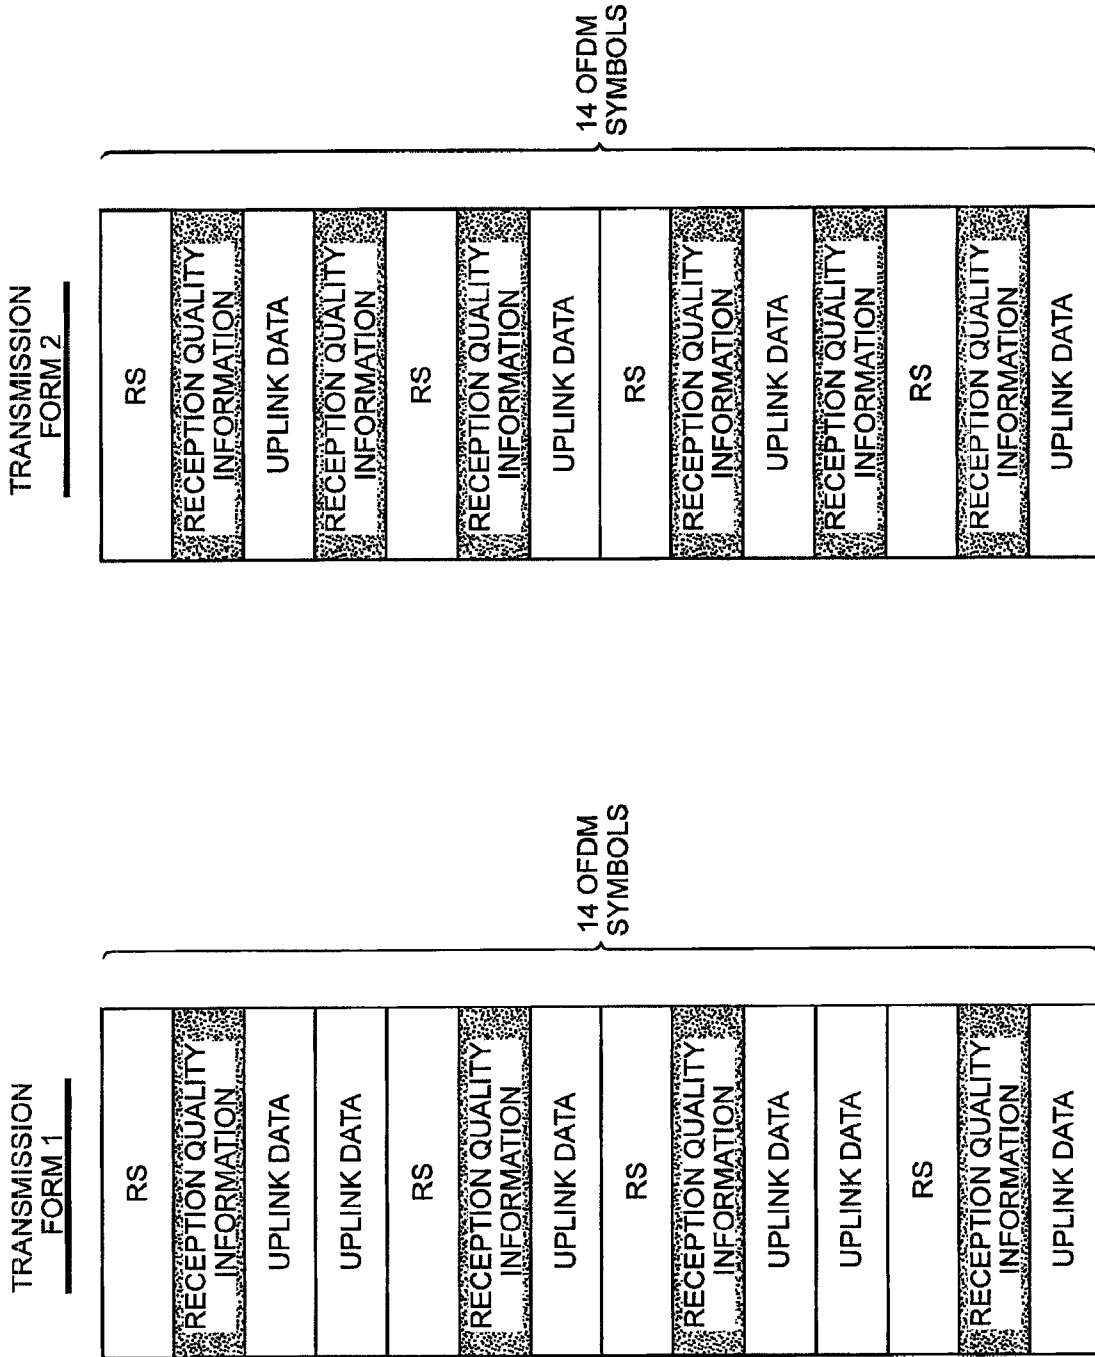 TRANSMISSION
FORM 1
RS
RECEPTION QUALITY
INFORMATION
UPLINK DATA
UPLINK DATA
RS
RECEPTION QUALITY
INFORMATION
UPLINK DATA
RS
RECEPTION QUALITY
INFORMATION
UPLINK DATA
UPLINK DATA
RS
RECEPTION QUALITY
INFORMATION
UPLINK DATA
14 OFDM
SYMBOLS
TRANSMISSION
FORM 2
RS
RECEPTION QUALITY
INFORMATION
UPLINK DATA
RECEPTION QUALITY
INFORMATION
RS
RECEPTION QUALITY
INFORMATION
UPLINK DATA
RS
RECEPTION QUALITY
INFORMATION
UPLINK DATA
RECEPTION QUALITY
INFORMATION
RS
RECEPTION QUALITY
INFORMATION
UPLINK DATA
14 OFDM
SYMBOLS